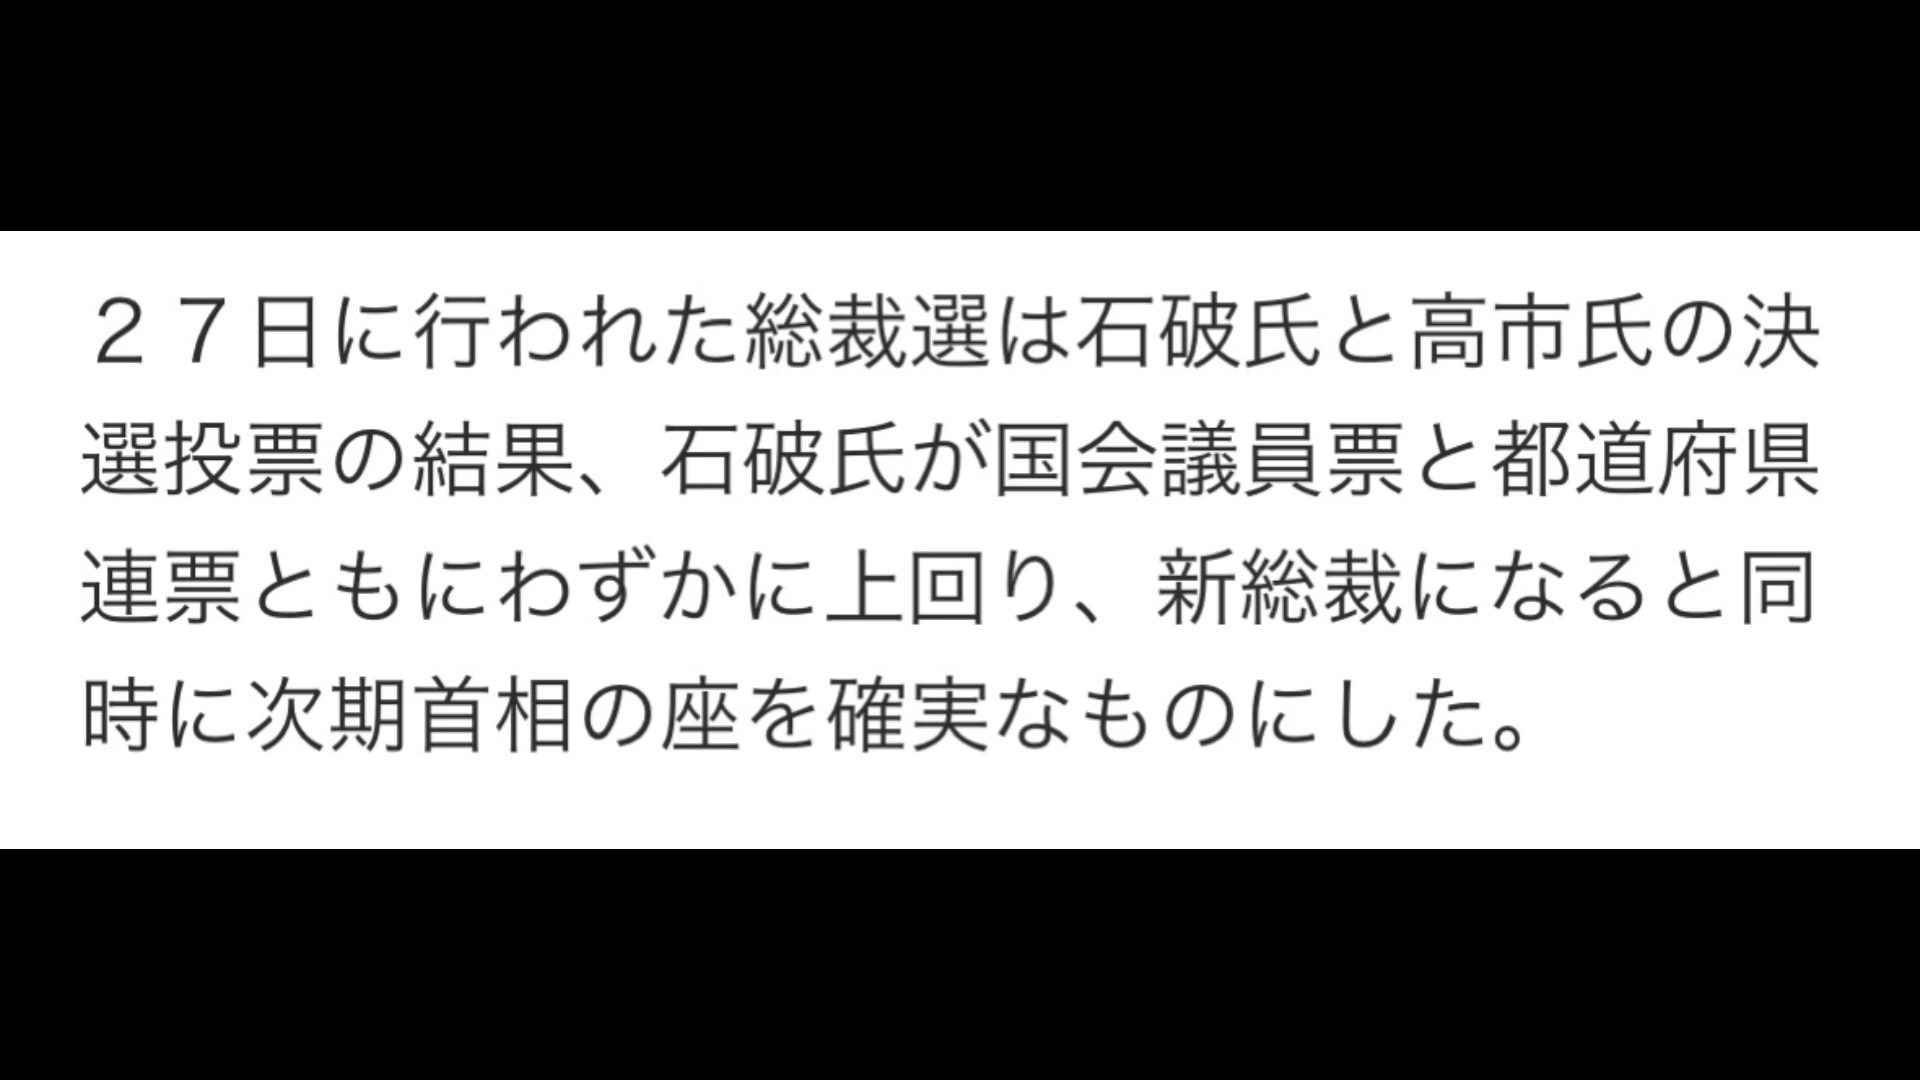 ２７日に行われた総裁選は石破氏と高市氏の決
選投票の結果、石破氏が国会議員票と都道府県
連票ともにわずかに上回り、新総裁になると同
時に次期首相の座を確実なものにした。